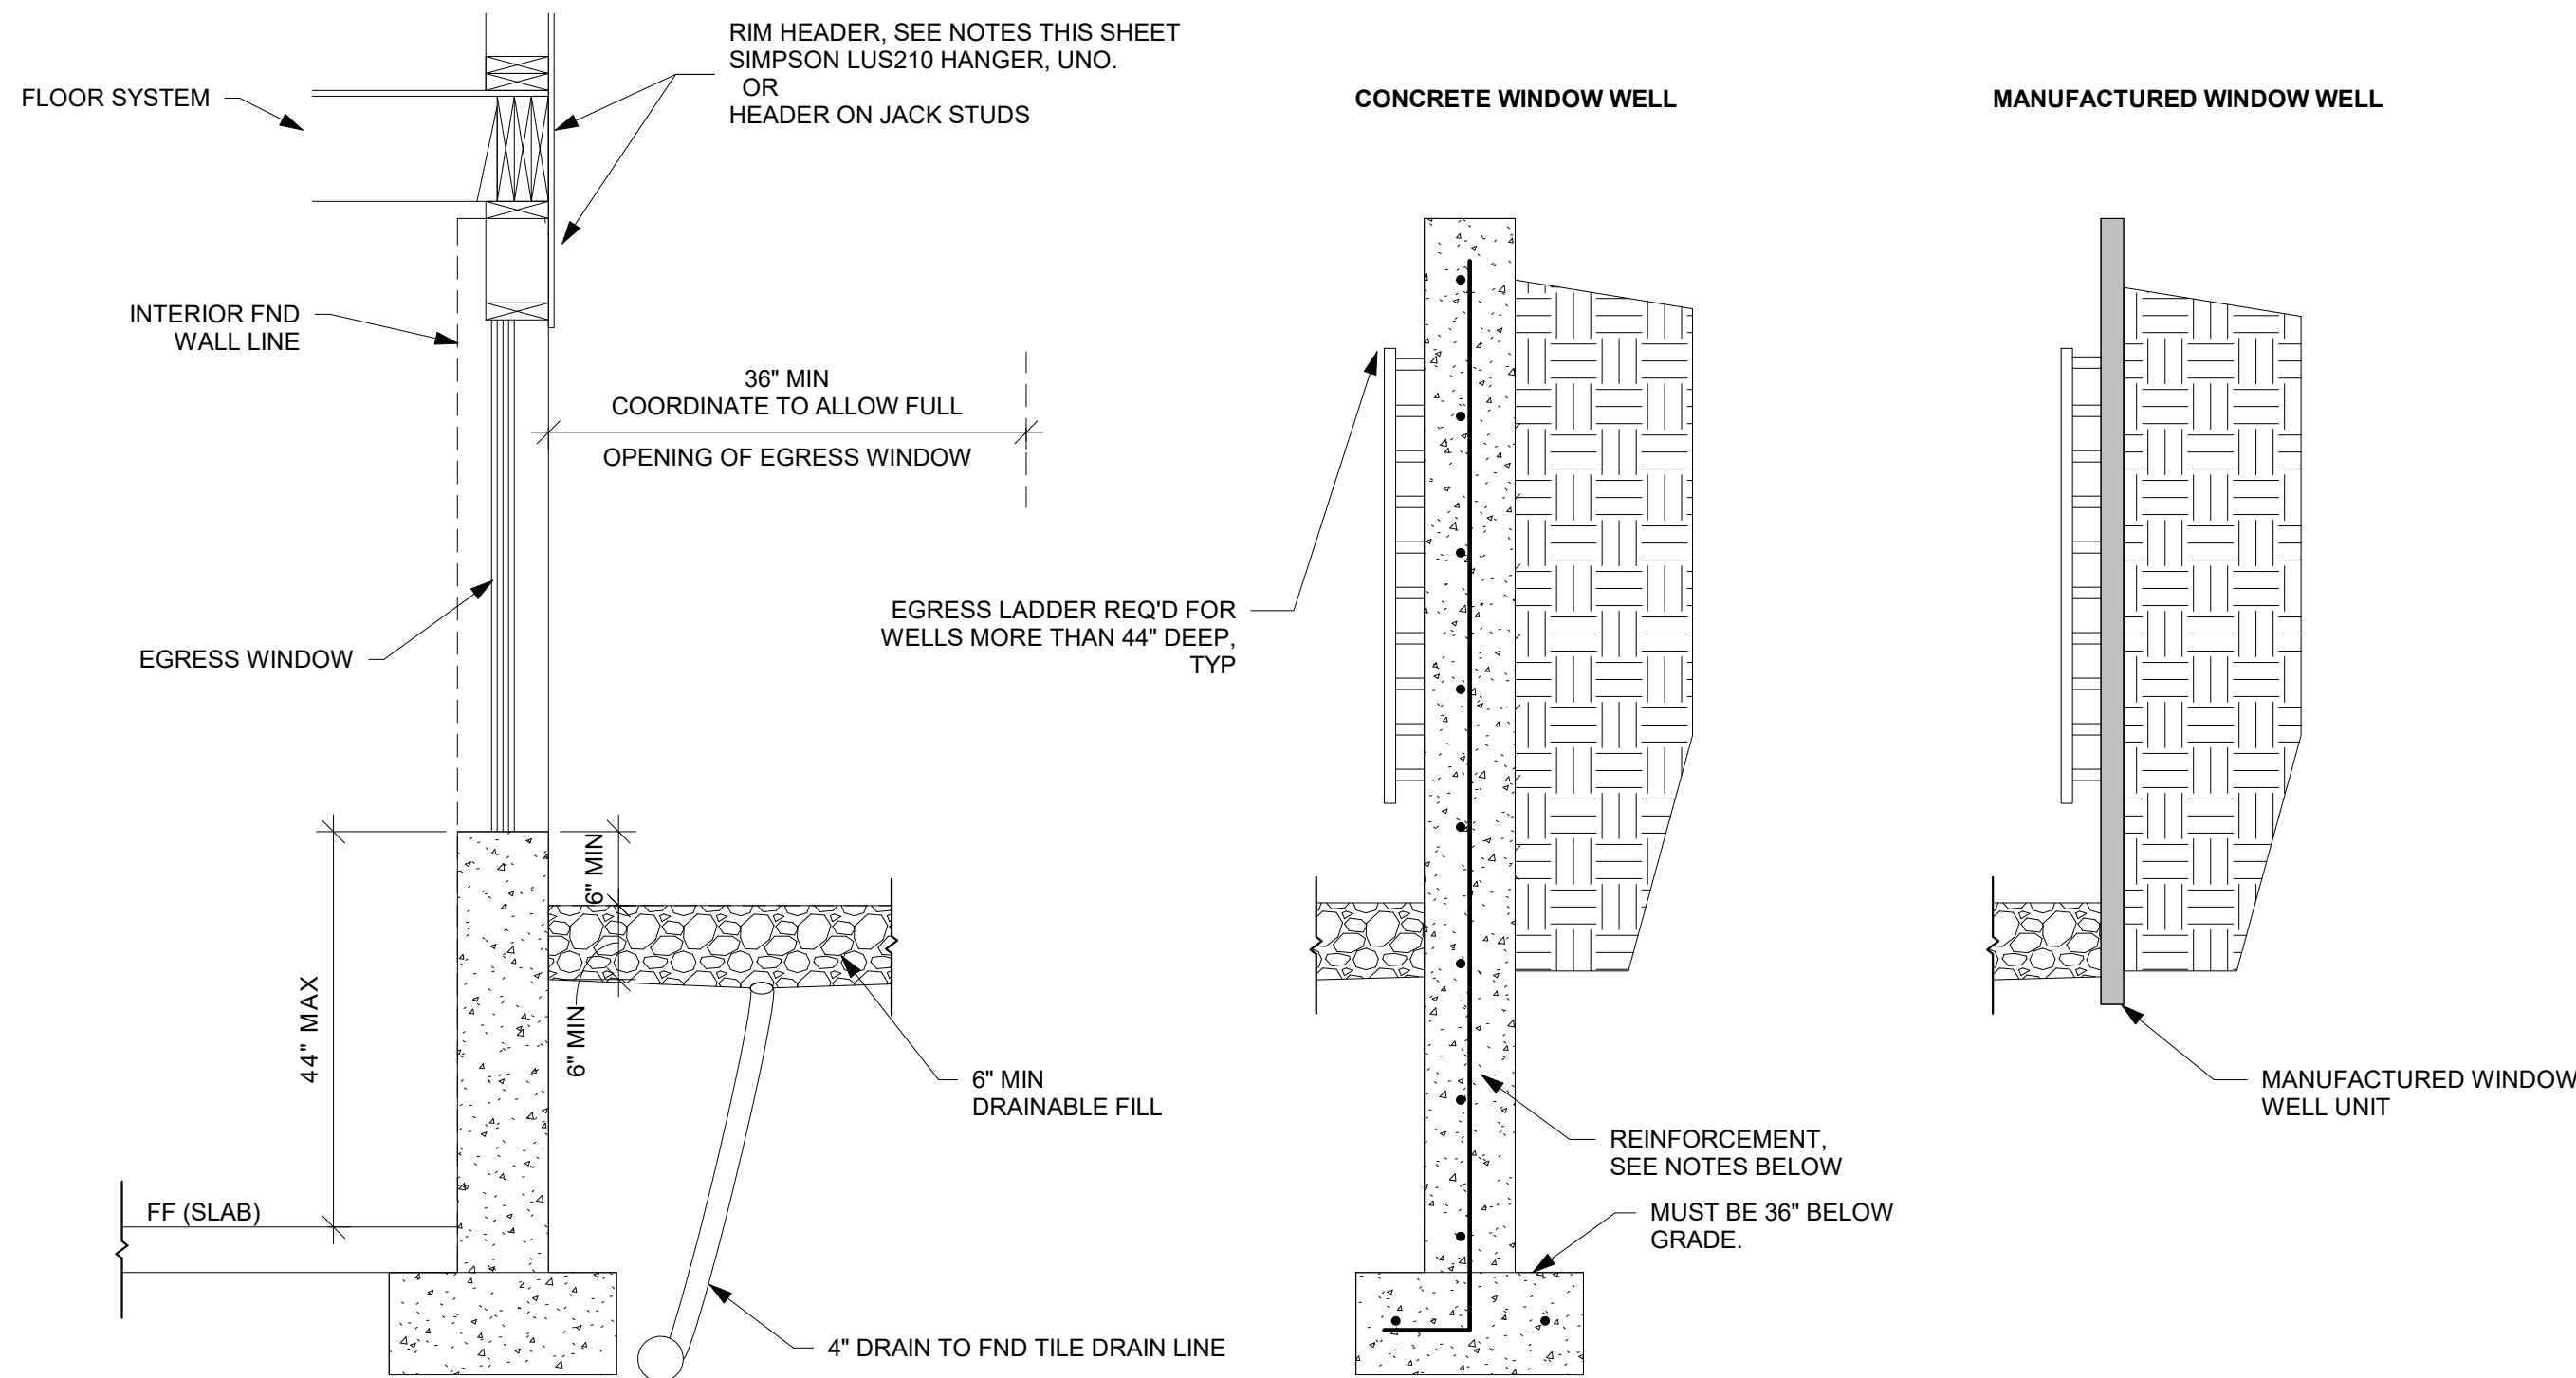 RIM HEADER, SEE NOTES THIS SHEET
SIMPSON LUS210 HANGER, UNO.
OR
HEADER ON JACK STUDS
FLOOR SYSTEM
CONCRETE WINDOW WELL
MANUFACTURED WINDOW WELL
INTERIOR FND
WALL LINE
36" MIN
COORDINATE TO ALLOW FULL
OPENING OF EGRESS WINDOW
EGRESS LADDER REQ'D FOR
WELLS MORE THAN 44" DEEP,
TYP
EGRESS WINDOW
6" MIN
44" MAX
6" MIN
6" MIN
DRAINABLE FILL
MANUFACTURED WINDOW
WELL UNIT
REINFORCEMENT,
SEE NOTES BELOW
FF (SLAB)
MUST BE 36" BELOW
GRADE.
4" DRAIN TO FND TILE DRAIN LINE